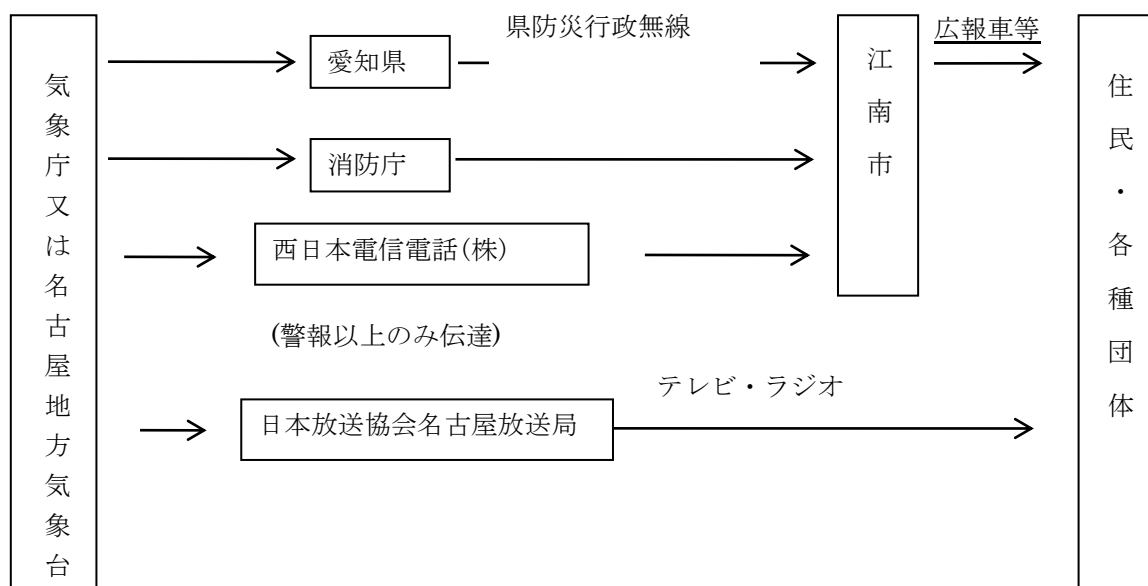 気象庁又は名古屋地方気象台
県防災行政無線
愛知県
広報車等
江南市
消防庁
西日本電信電話(株)
(警報以上のみ伝達)
テレビ・ラジオ
日本放送協会名古屋放送局
住民・各種団体